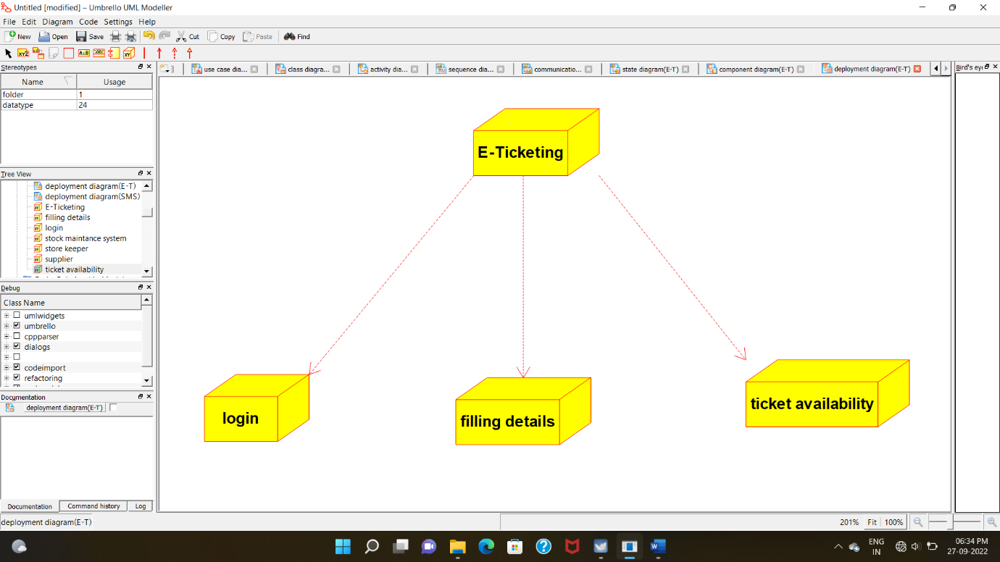 Untitled [modified] – Umbrello UML Modeller
File Edit Diagram Code Settings Help
New Open Save Cut Copy Paste Find
Stereotypes
Name Usage
folder 1
datatype 24
use case dia... class diagra... activity dia... sequence dia... communicatio... state diagram(E-T) component diagram(E-T) deployment diagram(E-T)
Bird's eye
Tree View
deployment diagram(E-T)
deployment diagram(SMS)
E-Ticketing
filling details
login
stock maintance system
store keeper
supplier
ticket availability
Debug
Class Name
umlwidgets
umbrello
cppparser
dialogs
codeimport
refactoring
Documentation
deployment diagram(E-T)
Documentation Command history Log
E-Ticketing
login
filling details
ticket availability
deployment diagram(E-T)
201% Fit 100%
ENG
IN
06:34 PM
27-09-2022